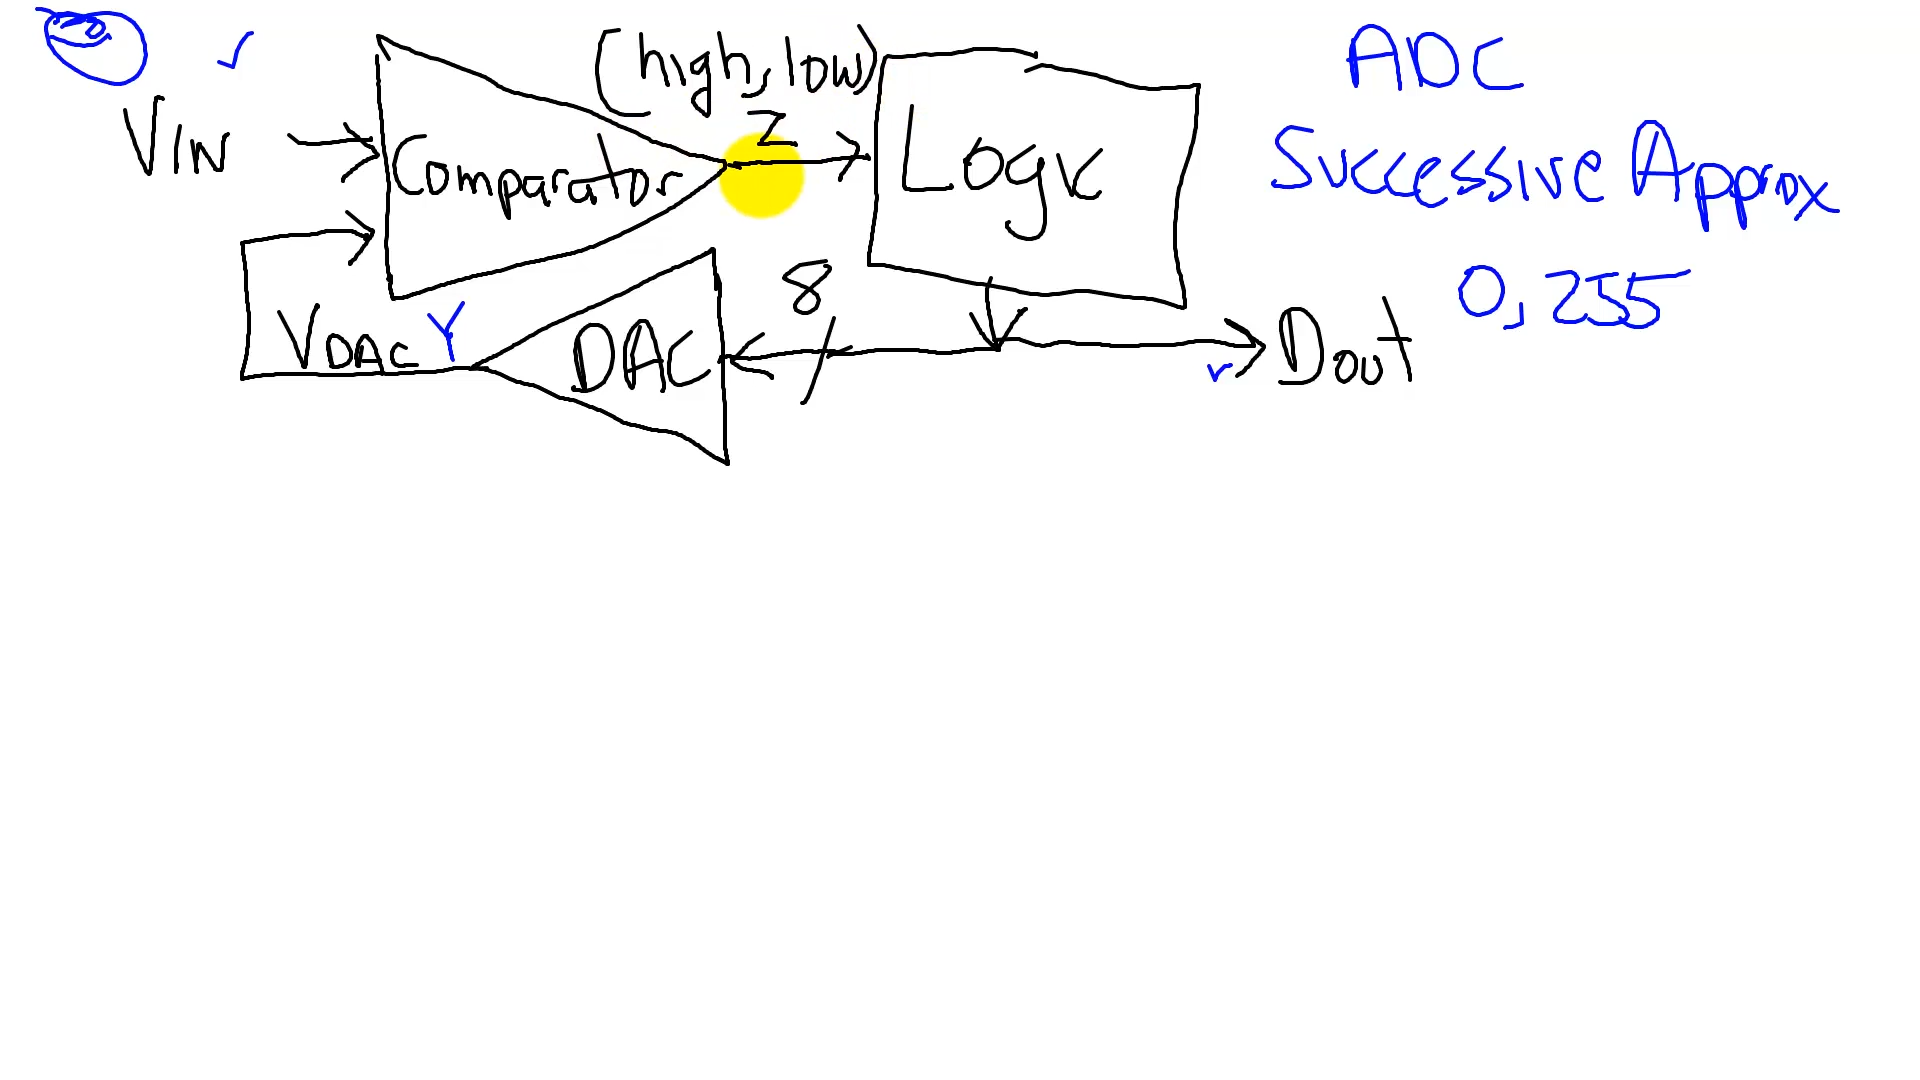 (high, low)
ADC
VIN
Z
Comparator
Logic
Successive Approx
8
0, 255
VDAC Y
DAC
Dout